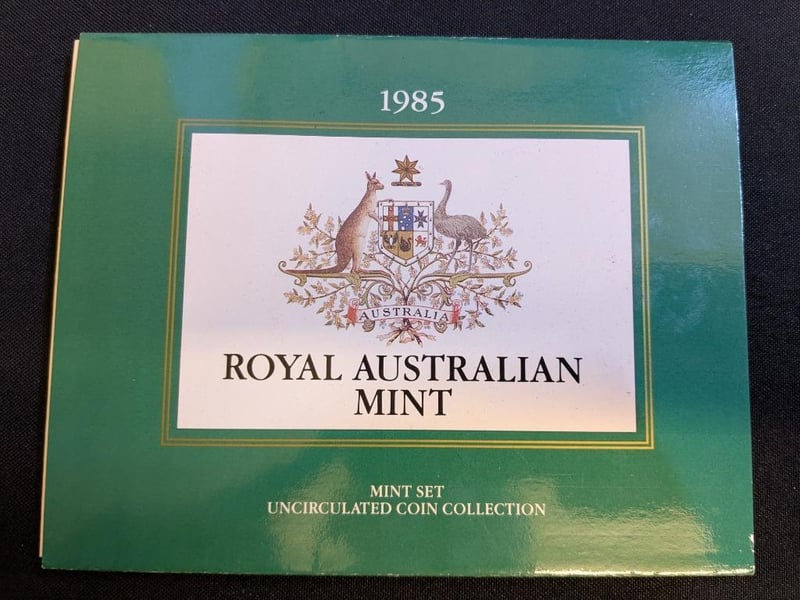 1985
AUSTRALIA
ROYAL AUSTRALIAN
MINT
MINT SET
UNCIRCULATED COIN COLLECTION